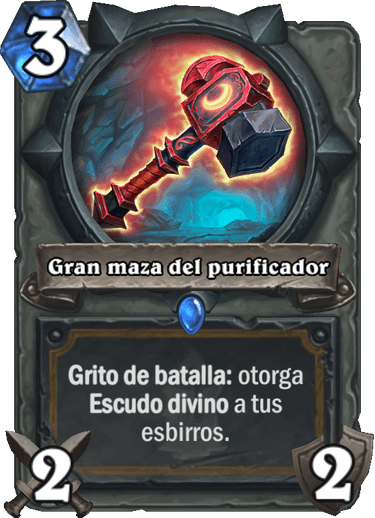 3
Gran maza del purificador
Grito de batalla: otorga
Escudo divino a tus
esbirros.
2
2